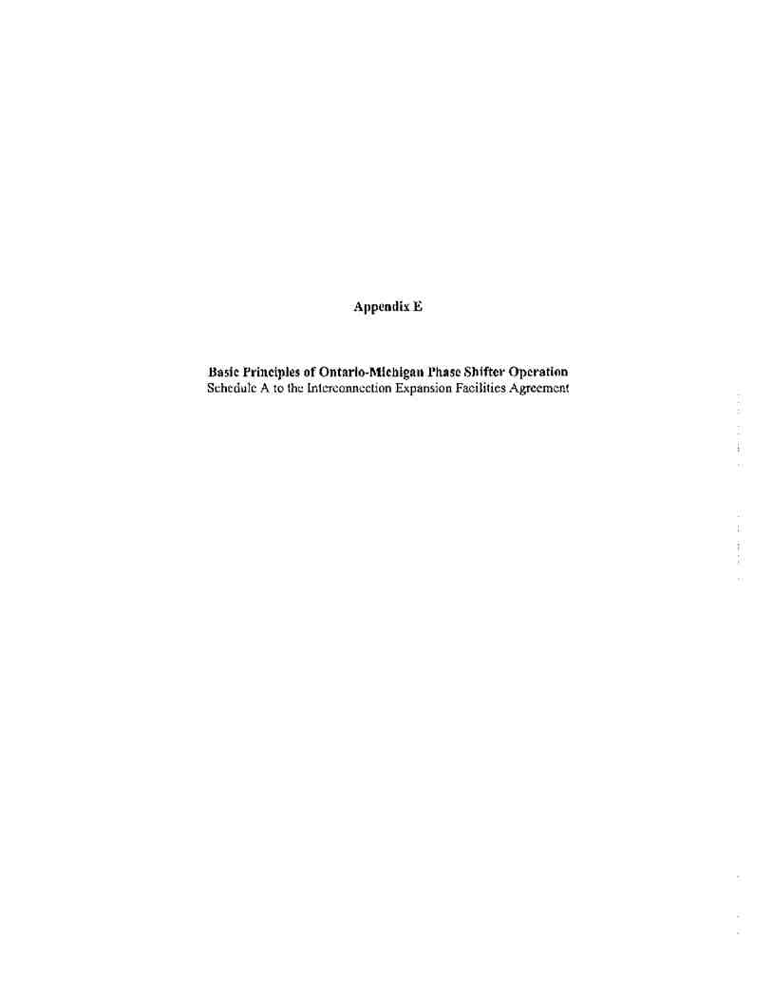 Appendix E
Basic Principles of Ontario-Michigan Phase Shifter Operation
Schedule A to the Interconnection Expansion Facilities Agreement